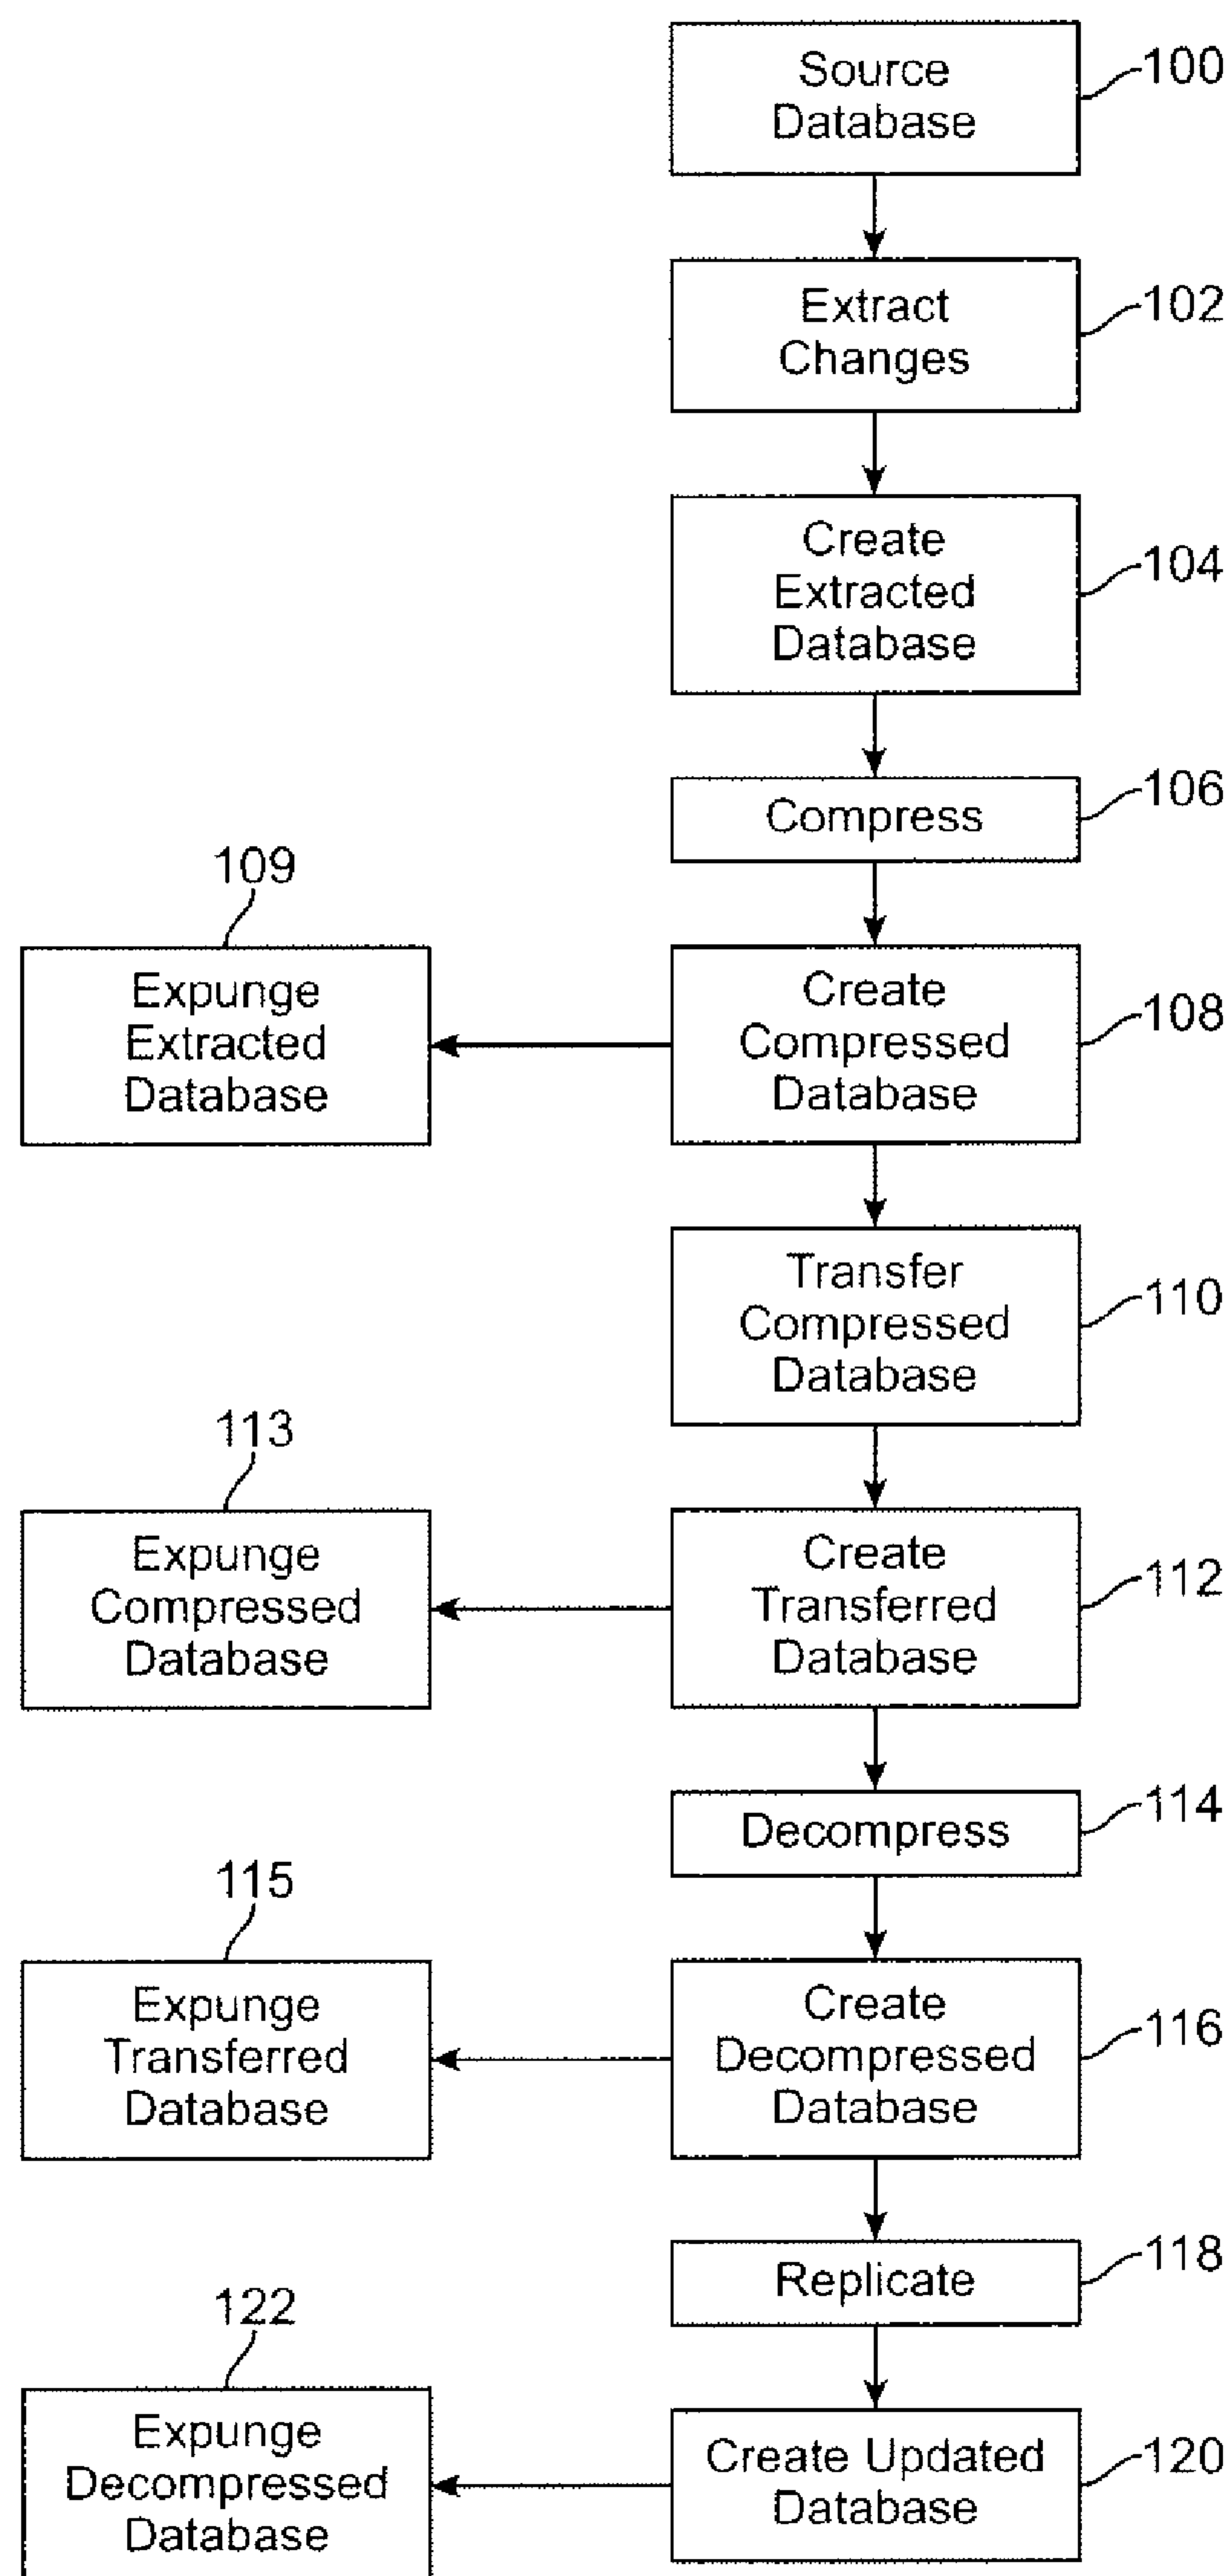 Source
Database
100
Extract
Changes
102
Create
Extracted
Database
104
Compress
106
109
Expunge
Extracted
Database
Create
Compressed
Database
108
Transfer
Compressed
Database
110
113
Expunge
Compressed
Database
Create
Transferred
Database
112
Decompress
114
115
Expunge
Transferred
Database
Create
Decompressed
Database
116
Replicate
118
122
Expunge
Decompressed
Database
Create Updated
Database
120